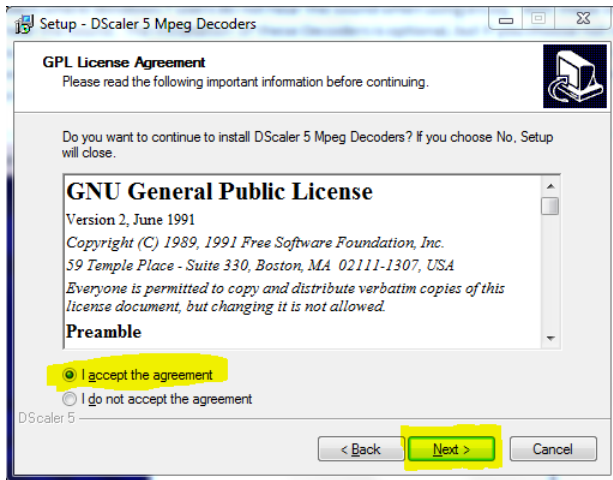 Setup - DScaler 5 Mpeg Decoders
GPL License Agreement
Please read the following important information before continuing.
Do you want to continue to install DScaler 5 Mpeg Decoders? If you choose No, Setup
will close.
GNU General Public License
Version 2, June 1991
Copyright (C) 1989, 1991 Free Software Foundation, Inc.
59 Temple Place - Suite 330, Boston, MA  02111-1307, USA
Everyone is permitted to copy and distribute verbatim copies of this
license document, but changing it is not allowed.
Preamble
I accept the agreement
I do not accept the agreement
DScaler 5
< Back Next > Cancel